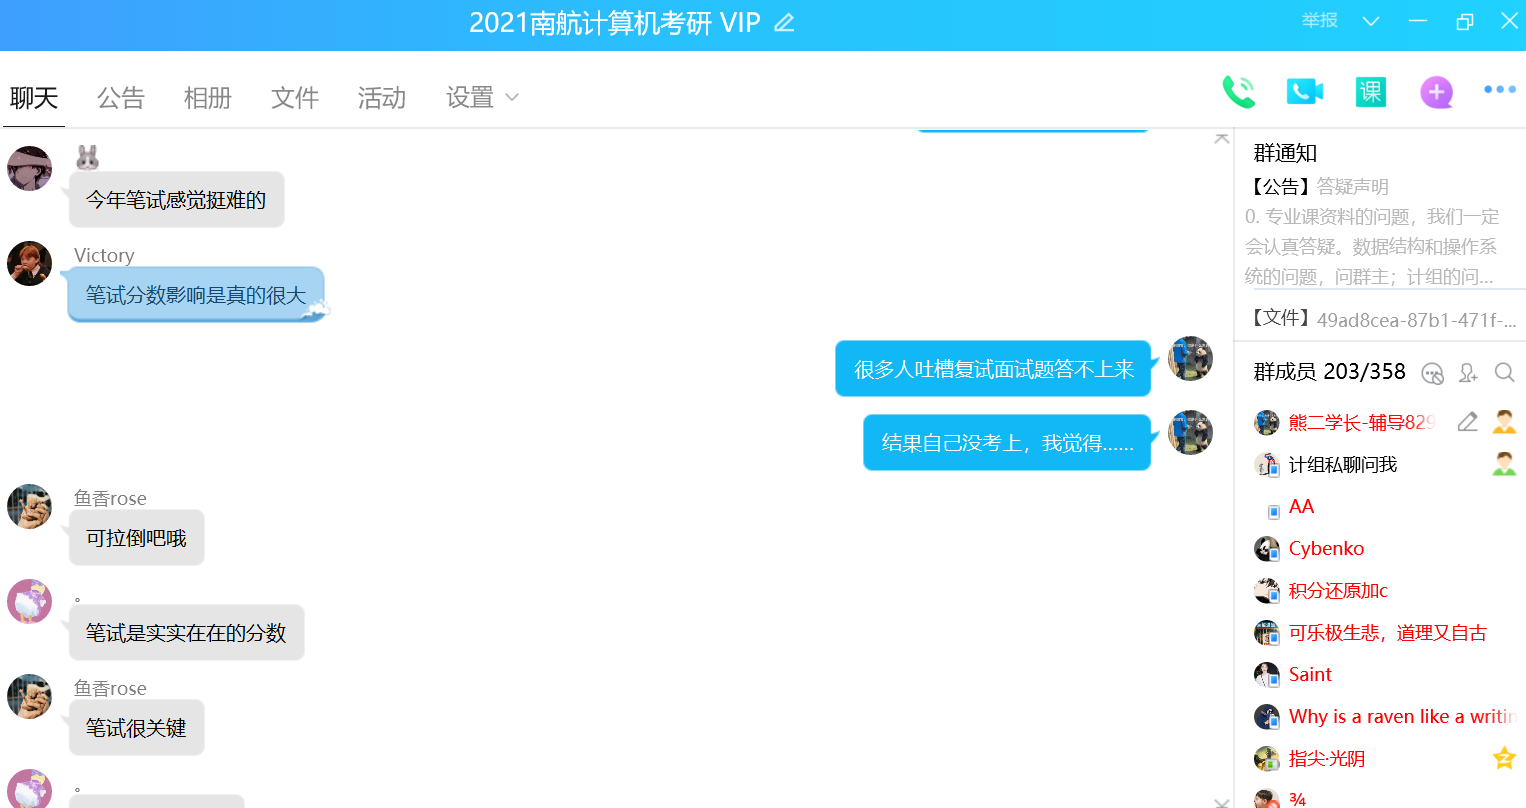 2021南航计算机考研 VIP
举报
聊天
公告
相册
文件
活动
设置
课
今年笔试感觉挺难的
Victory
笔试分数影响是真的很大
很多人吐槽复试面试题答不上来
结果自己没考上，我觉得……
鱼香rose
可拉倒吧哦
。
笔试是实实在在的分数
鱼香rose
笔试很关键
。
群通知
【公告】答疑声明
0. 专业课资料的问题，我们一定
会认真答疑。数据结构和操作系
统的问题，问群主；计组的问...
【文件】49ad8cea-87b1-471f-...
群成员 203/358
熊二学长-辅导829
计组私聊问我
AA
Cybenko
积分还原加c
可乐极生悲，道理又自古
Saint
Why is a raven like a writin
指尖·光阴
¾